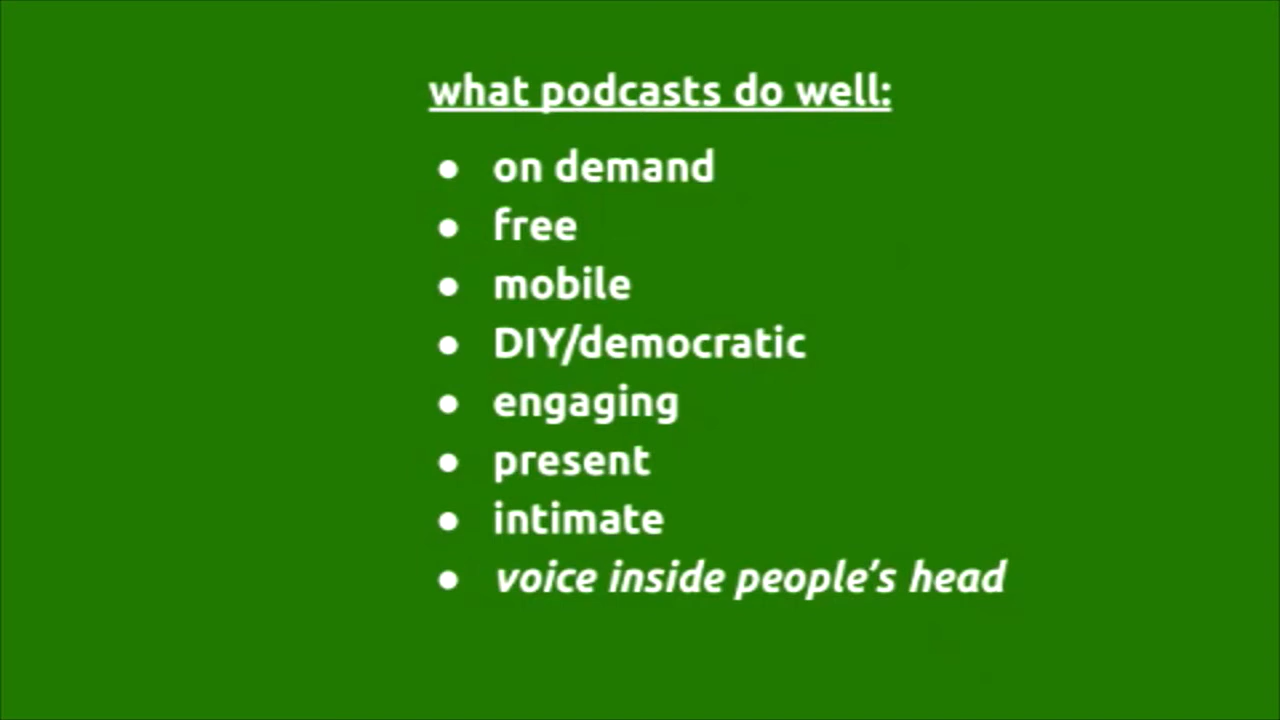 what podcasts do well:
● on demand
● free
● mobile
● DIY/democratic
● engaging
● present
● intimate
● voice inside people's head